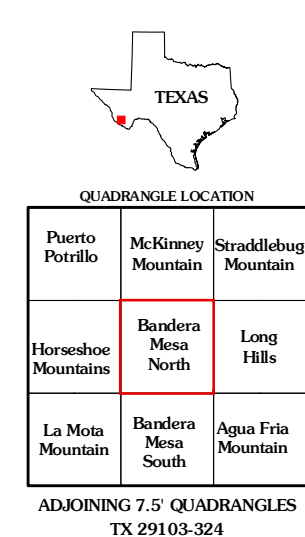 TEXAS
QUADRANGLE LOCATION
Puerto
Potrillo
McKinney
Mountain
Straddlebug
Mountain
Horseshoe
Mountains
Bandera
Mesa
North
Long
Hills
La Mota
Mountain
Bandera
Mesa
South
Agua Fria
Mountain
ADJOINING 7.5' QUADRANGLES
TX 29103-324